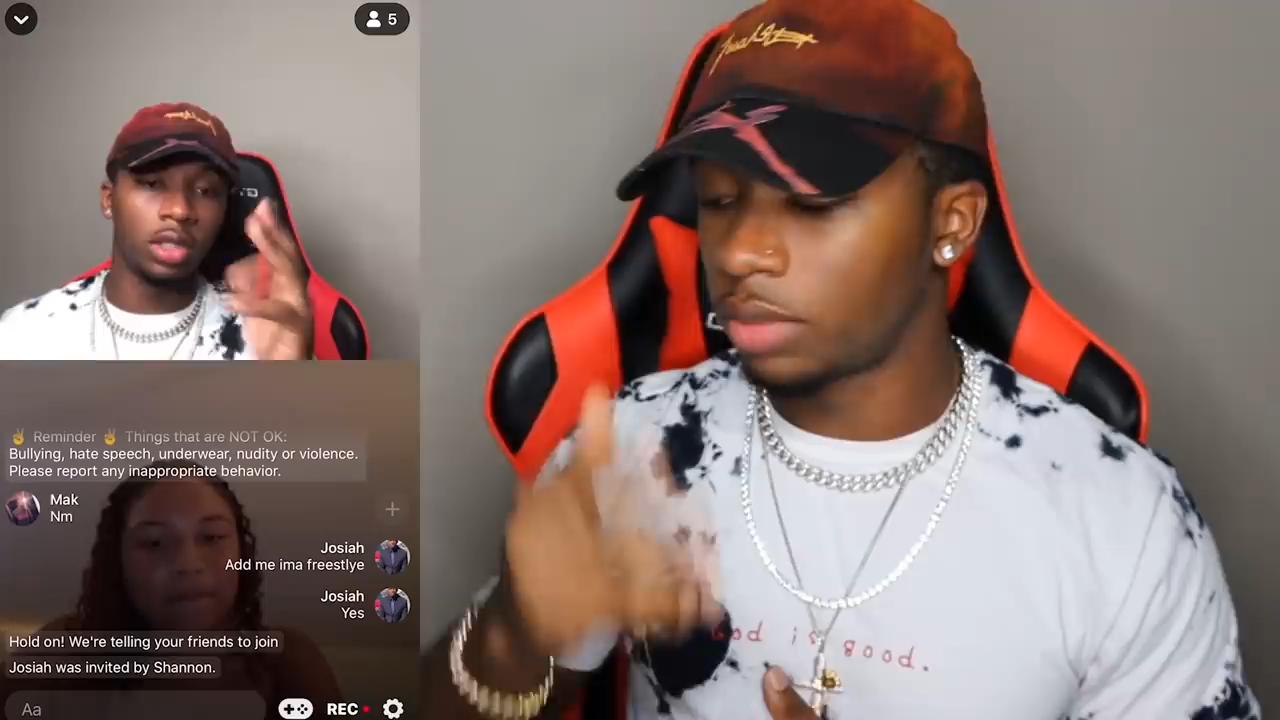 5
✌️ Reminder ✌️ Things that are NOT OK:
Bullying, hate speech, underwear, nudity or violence.
Please report any inappropriate behavior.
Mak
Nm
Josiah
Add me ima freestlye
Josiah
Yes
Hold on! We're telling your friends to join
Josiah was invited by Shannon.
Aa
REC
God is good.